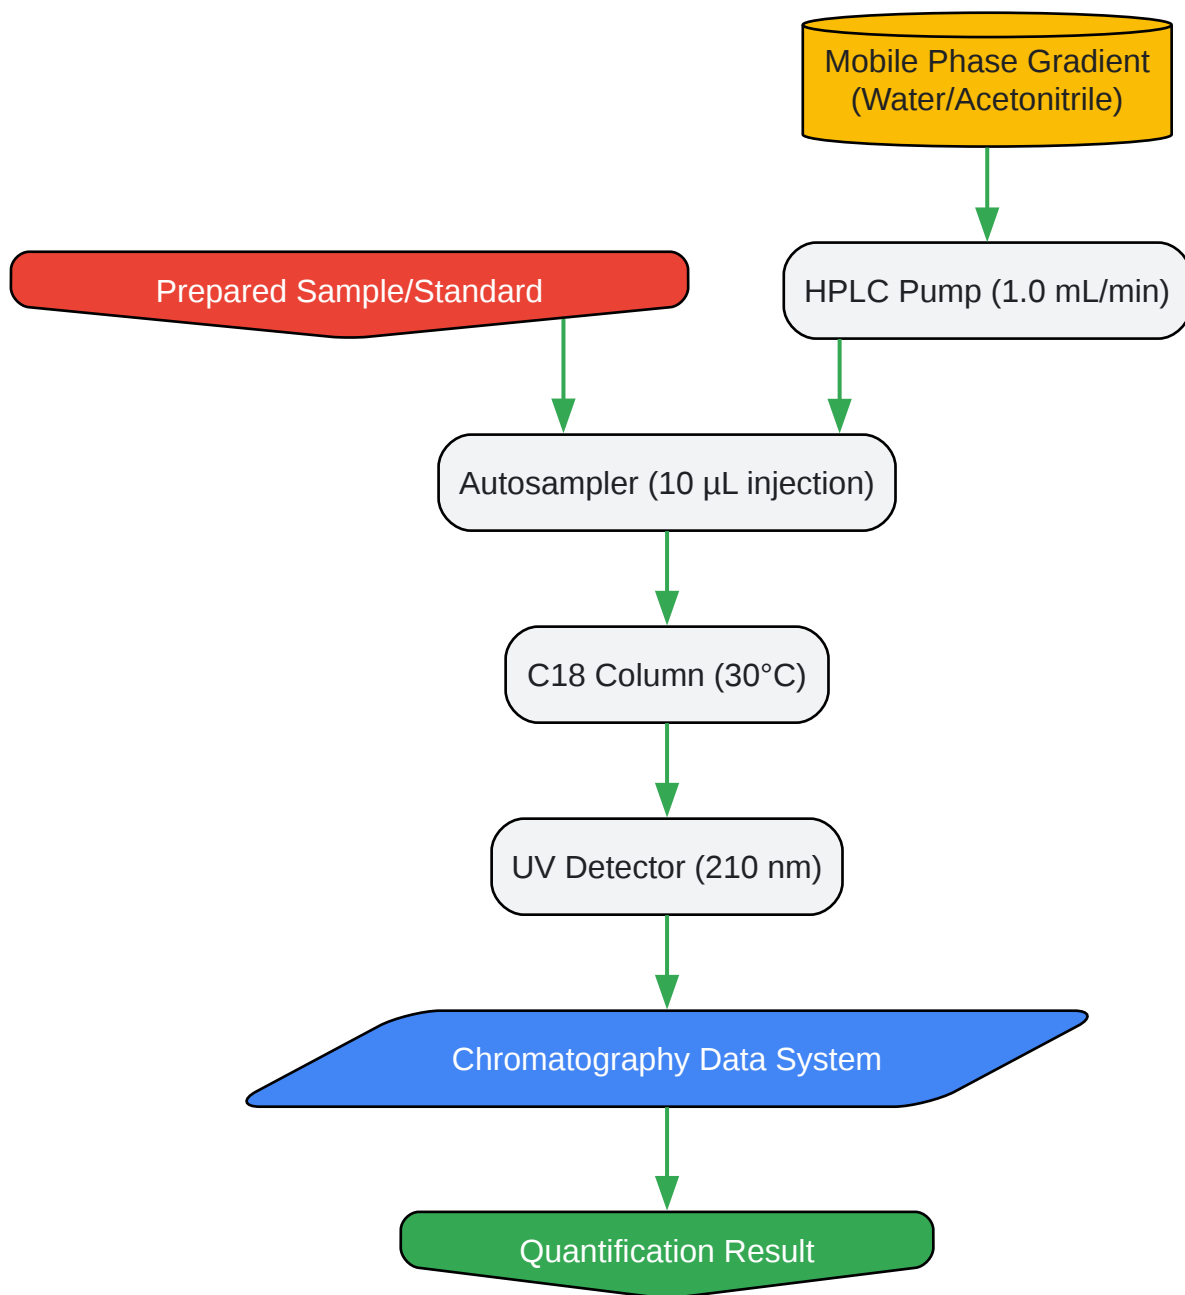 Mobile Phase Gradient
(Water/Acetonitrile)
Prepared Sample/Standard
HPLC Pump (1.0 mL/min)
Autosampler (10 µL injection)
C18 Column (30°C)
UV Detector (210 nm)
Chromatography Data System
Quantification Result